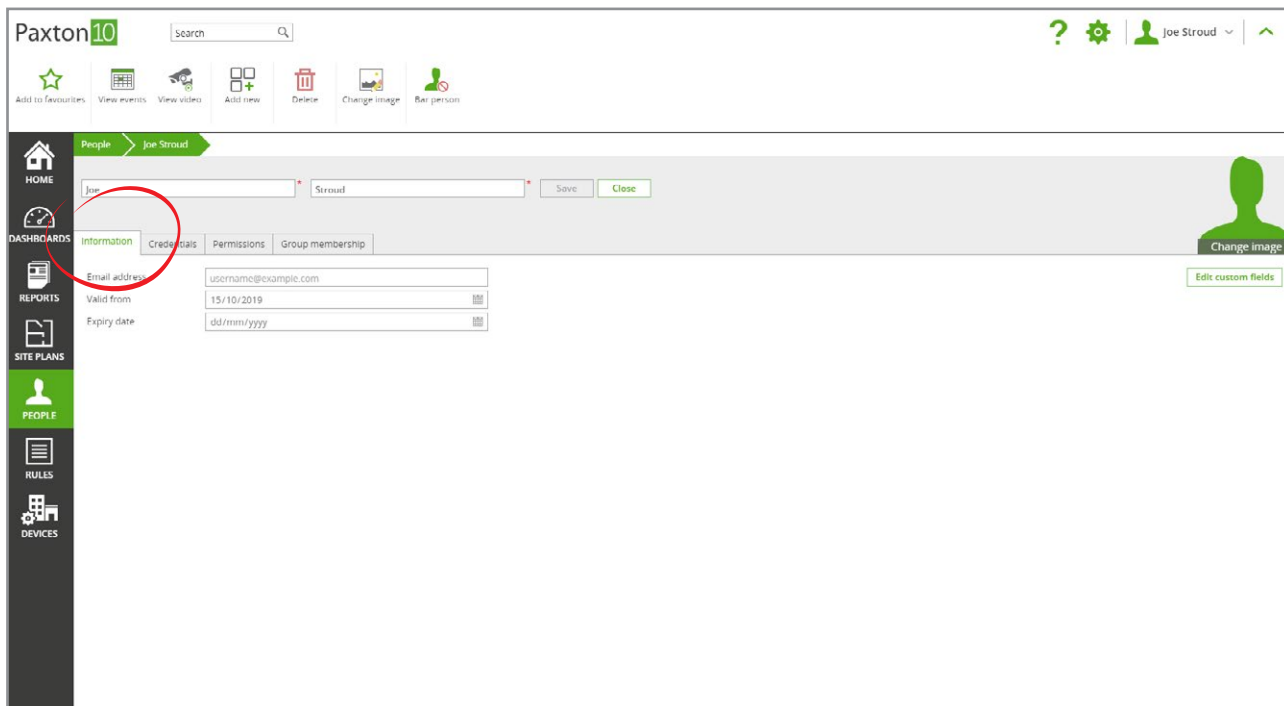 Paxton10
Search
Joe Stroud
Add to favourites
View events
View video
Add new
Delete
Change image
Bar person
HOME
DASHBOARDS
REPORTS
SITE PLANS
PEOPLE
RULES
DEVICES
People
Joe Stroud
Joe * Stroud * Save Close
Change image
Information Credentials Permissions Group membership
Edit custom fields
Email address username@example.com
Valid from 15/10/2019
Expiry date dd/mm/yyyy